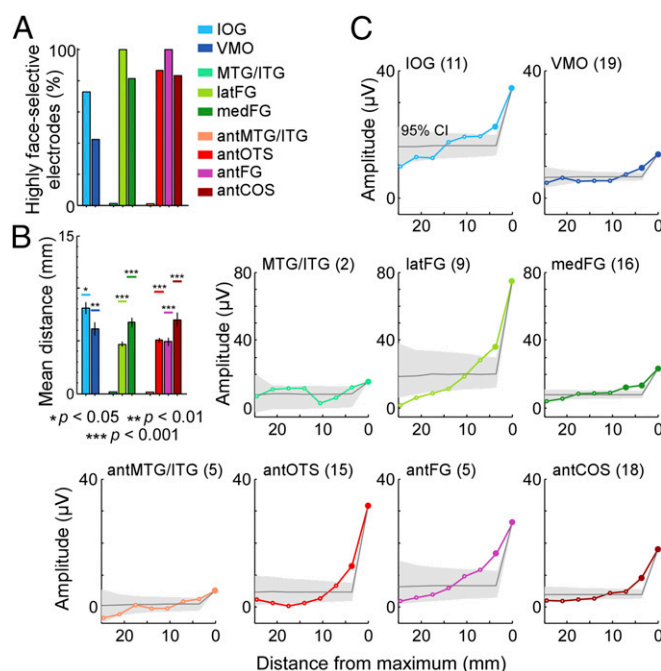 A
Highly face-selective
electrodes (%)
100
0
IOG
VMO
MTG/ITG
latFG
medFG
antMTG/ITG
antOTS
antFG
antCOS
B
Mean distance (mm)
15
0
*
**
***
***
***
***
***
* p < 0.05 ** p < 0.01
*** p < 0.001
C
IOG (11)
Amplitude (µV)
40
0
95% CI
20 10 0
VMO (19)
40
0
20 10 0
MTG/ITG (2)
Amplitude (µV)
80
40
0
20 10 0
latFG (9)
80
40
0
20 10 0
medFG (16)
80
40
0
20 10 0
antMTG/ITG (5)
Amplitude (µV)
40
0
20 10 0
antOTS (15)
40
0
20 10 0
antFG (5)
40
0
20 10 0
antCOS (18)
40
0
20 10 0
Distance from maximum (mm)